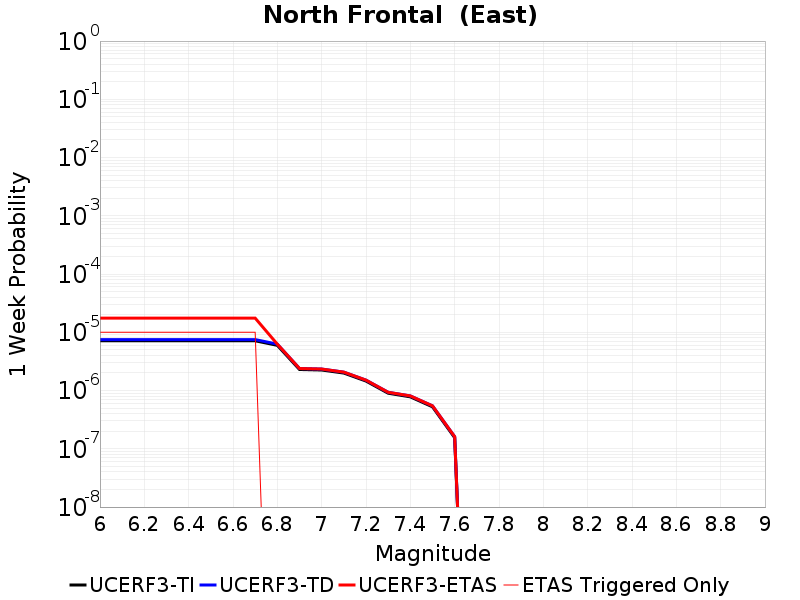 North Frontal  (East)
1 Week Probability
10^0
10^-1
10^-2
10^-3
10^-4
10^-5
10^-6
10^-7
10^-8
6 6.2 6.4 6.6 6.8 7 7.2 7.4 7.6 7.8 8 8.2 8.4 8.6 8.8 9
Magnitude
UCERF3-TI UCERF3-TD UCERF3-ETAS ETAS Triggered Only